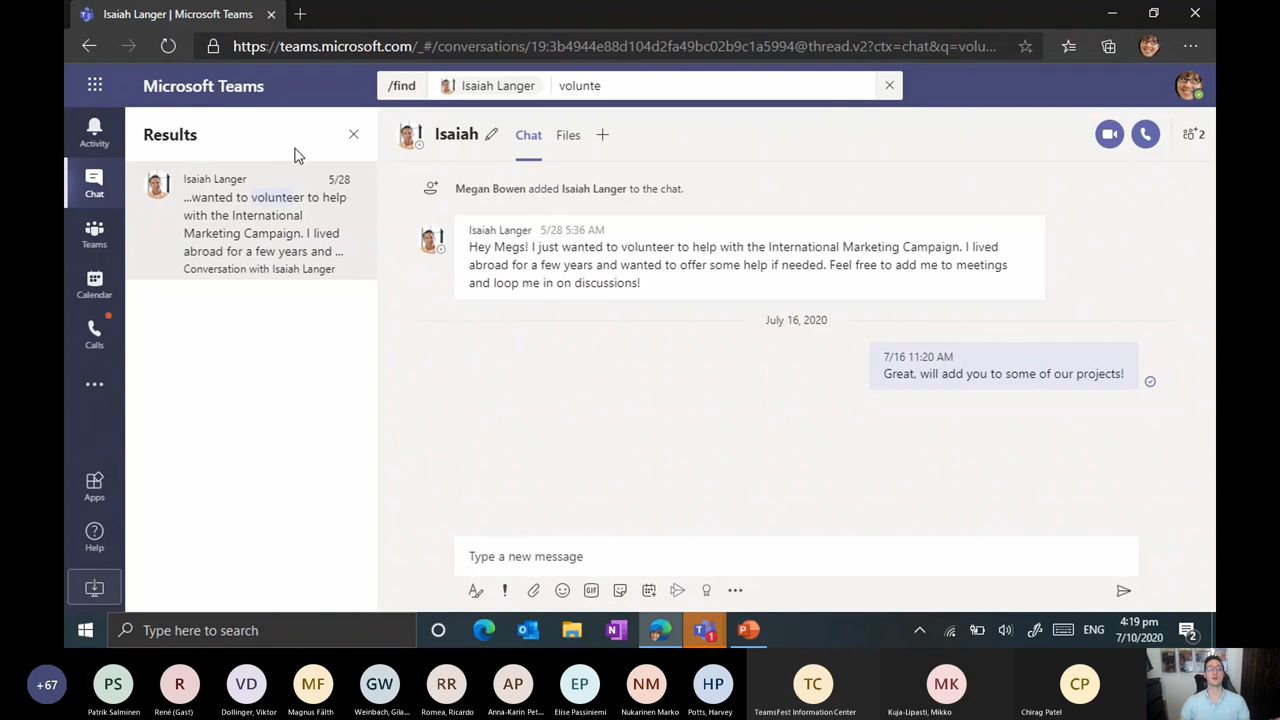 Isaiah Langer | Microsoft Teams
https://teams.microsoft.com/_#/conversations/19:3b4944e88d104d2fa49bc02b9c1a5994@thread.v2?ctx=chat&q=volu...
Microsoft Teams
/find Isaiah Langer volunte
Activity
Chat
Teams
Calendar
Calls
Apps
Help
Results
Isaiah Langer 5/28
...wanted to volunteer to help
with the International
Marketing Campaign. I lived
abroad for a few years and ...
Conversation with Isaiah Langer
Isaiah Chat Files
2
Megan Bowen added Isaiah Langer to the chat.
Isaiah Langer 5/28 5:36 AM
Hey Megs! I just wanted to volunteer to help with the International Marketing Campaign. I lived
abroad for a few years and wanted to offer some help if needed. Feel free to add me to meetings
and loop me in on discussions!
July 16, 2020
7/16 11:20 AM
Great, will add you to some of our projects!
Type a new message
GIF
Type here to search
1
ENG
4:19 pm
7/10/2020
2
+67
PS
R
VD
MF
GW
RR
AP
EP
NM
HP
TC
MK
CP
Patrik Salminen
René (Gast)
Dollinger, Viktor
Magnus Fälth
Weinbach, Gila...
Romea, Ricardo
Anna-Karin Pet...
Elise Passiniemi
Nukarinen Marko
Potts, Harvey
TeamsFest Information Center
Kuja-Lipasti, Mikko
Chirag Patel